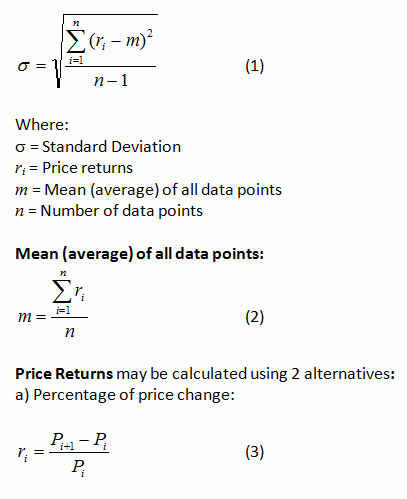 σ = √(∑_{i=1}^{n} (r_i − m)² / (n − 1)) (1)
Where:
σ = Standard Deviation
r_i = Price returns
m = Mean (average) of all data points
n = Number of data points
Mean (average) of all data points:
m = ∑_{i=1}^{n} r_i / n (2)
Price Returns may be calculated using 2 alternatives:
a) Percentage of price change:
r_i = (P_{i+1} − P_i) / P_i (3)